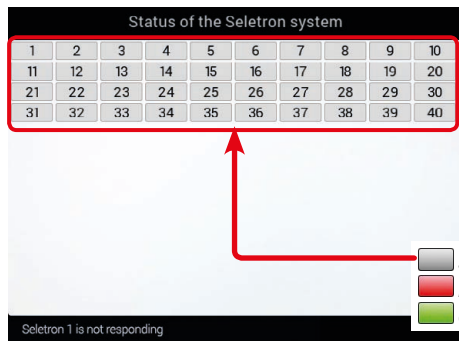 Status of the Seletron system
1 2 3 4 5 6 7 8 9 10
11 12 13 14 15 16 17 18 19 20
21 22 23 24 25 26 27 28 29 30
31 32 33 34 35 36 37 38 39 40
Seletron 1 is not responding